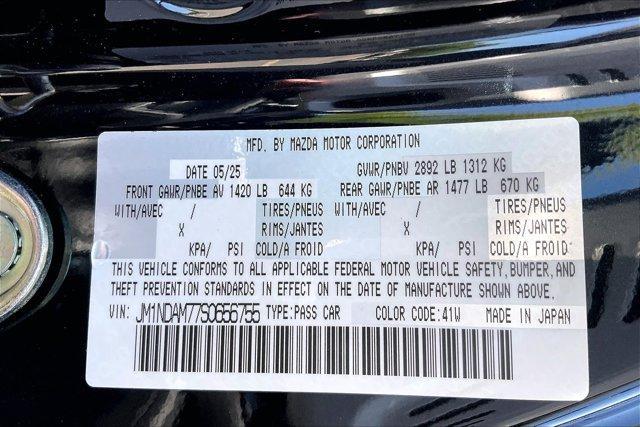 MFD. BY MAZDA MOTOR CORPORATION
DATE 05/25 GVWR/PNBV 2892 LB 1312 KG
FRONT GAWR/PNBE AV 1420 LB 644 KG REAR GAWR/PNBE AR 1477 LB 670 KG
WITH/AVEC / TIRES/PNEUS WITH/AVEC / TIRES/PNEUS
X RIMS/JANTES X RIMS/JANTES
KPA/ PSI COLD/A FROID KPA/ PSI COLD/A FROID
THIS VEHICLE CONFORMS TO ALL APPLICABLE FEDERAL MOTOR VEHICLE SAFETY, BUMPER, AND
THEFT PREVENTION STANDARDS IN EFFECT ON THE DATE OF MANUFACTURE SHOWN ABOVE.
VIN: JM1NDAM77S0656755 TYPE:PASS CAR COLOR CODE:41W MADE IN JAPAN